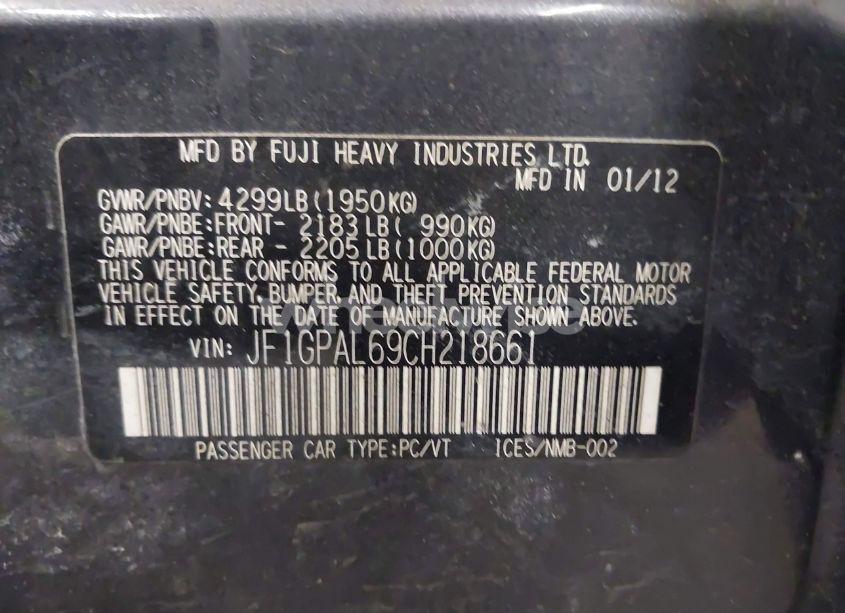 MFD BY FUJI HEAVY INDUSTRIES LTD.
MFD IN 01/12
GVWR/PNBV: 4299LB(1950KG)
GAWR/PNBE:FRONT- 2183LB( 990KG)
GAWR/PNBE:REAR - 2205LB(1000KG)
THIS VEHICLE CONFORMS TO ALL APPLICABLE FEDERAL MOTOR
VEHICLE SAFETY, BUMPER, AND THEFT PREVENTION STANDARDS
IN EFFECT ON THE DATE OF MANUFACTURE SHOWN ABOVE.
VIN: JF1GPAL69CH218661
PASSENGER CAR TYPE:PC/VT ICES/NMB-002